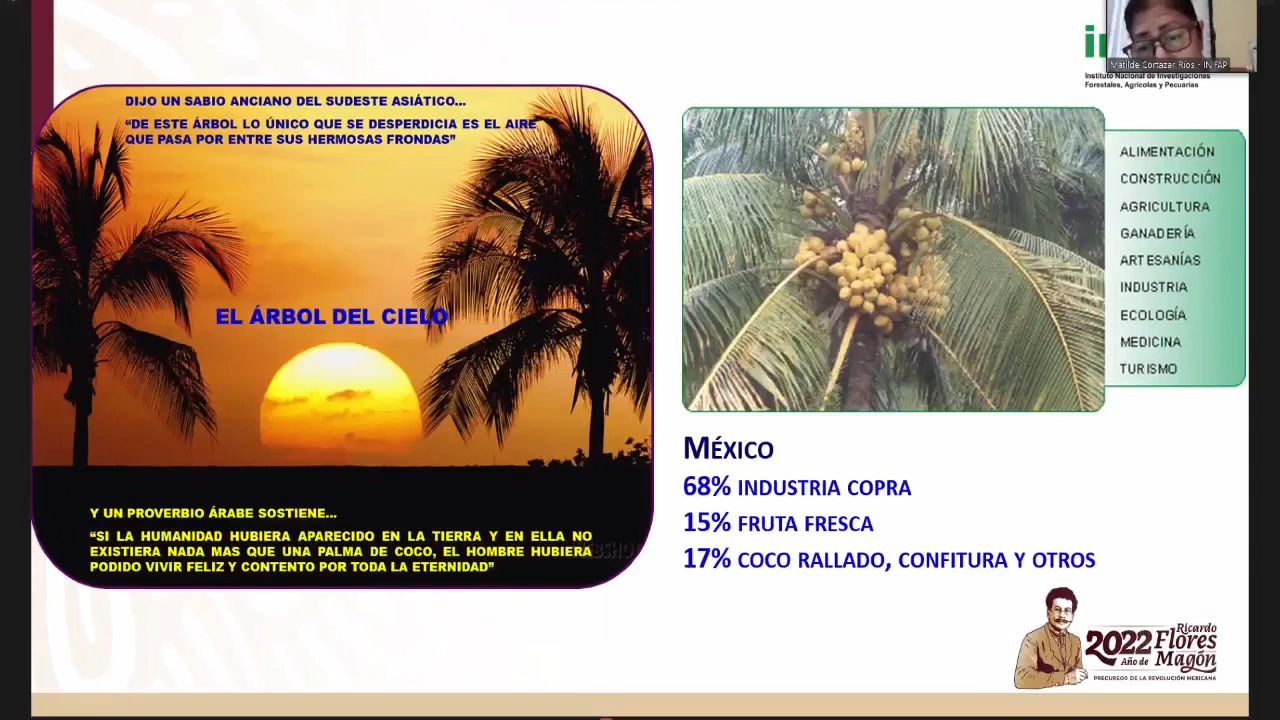 DIJO UN SABIO ANCIANO DEL SUDESTE ASIÁTICO...
“DE ESTE ÁRBOL LO ÚNICO QUE SE DESPERDICIA ES EL AIRE
QUE PASA POR ENTRE SUS HERMOSAS FRONDAS”
EL ÁRBOL DEL CIELO
Y UN PROVERBIO ÁRABE SOSTIENE...
“SI LA HUMANIDAD HUBIERA APARECIDO EN LA TIERRA Y EN ELLA NO
EXISTIERA NADA MAS QUE UNA PALMA DE COCO, EL HOMBRE HUBIERA
PODIDO VIVIR FELIZ Y CONTENTO POR TODA LA ETERNIDAD”
Matilde Cortazar Ríos - INIFAP
Instituto Nacional de Investigaciones
Forestales, Agrícolas y Pecuarias
ALIMENTACIÓN
CONSTRUCCIÓN
AGRICULTURA
GANADERÍA
ARTESANÍAS
INDUSTRIA
ECOLOGÍA
MEDICINA
TURISMO
MÉXICO
68% INDUSTRIA COPRA
15% FRUTA FRESCA
17% COCO RALLADO, CONFITURA Y OTROS
2022 Ricardo
Flores
Año de Magón
PRECURSOR DE LA REVOLUCIÓN MEXICANA